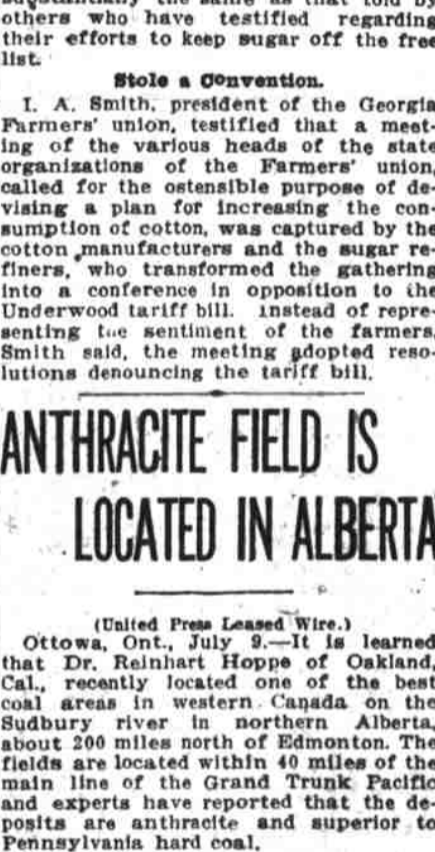 others who have testified regarding
their efforts to keep sugar off the free
list.
Stole a Convention.
I. A. Smith, president of the Georgia
Farmers' union, testified that a meet-
ing of the various heads of the state
organizations of the Farmers' union,
called for the ostensible purpose of de-
vising a plan for increasing the con-
sumption of cotton, was captured by the
cotton manufacturers and the sugar re-
finers, who transformed the gathering
into a conference in opposition to the
Underwood tariff bill. Instead of repre-
senting the sentiment of the farmers,
Smith said, the meeting adopted reso-
lutions denouncing the tariff bill.
ANTHRACITE FIELD IS
LOCATED IN ALBERTA
(United Press Leased Wire.)
Ottowa, Ont., July 9.—It is learned
that Dr. Reinhart Hoppe of Oakland,
Cal., recently located one of the best
coal areas in western Canada on the
Sudbury river in northern Alberta,
about 200 miles north of Edmonton. The
fields are located within 40 miles of the
main line of the Grand Trunk Pacific
and experts have reported that the de-
posits are anthracite and superior to
Pennsylvania hard coal.